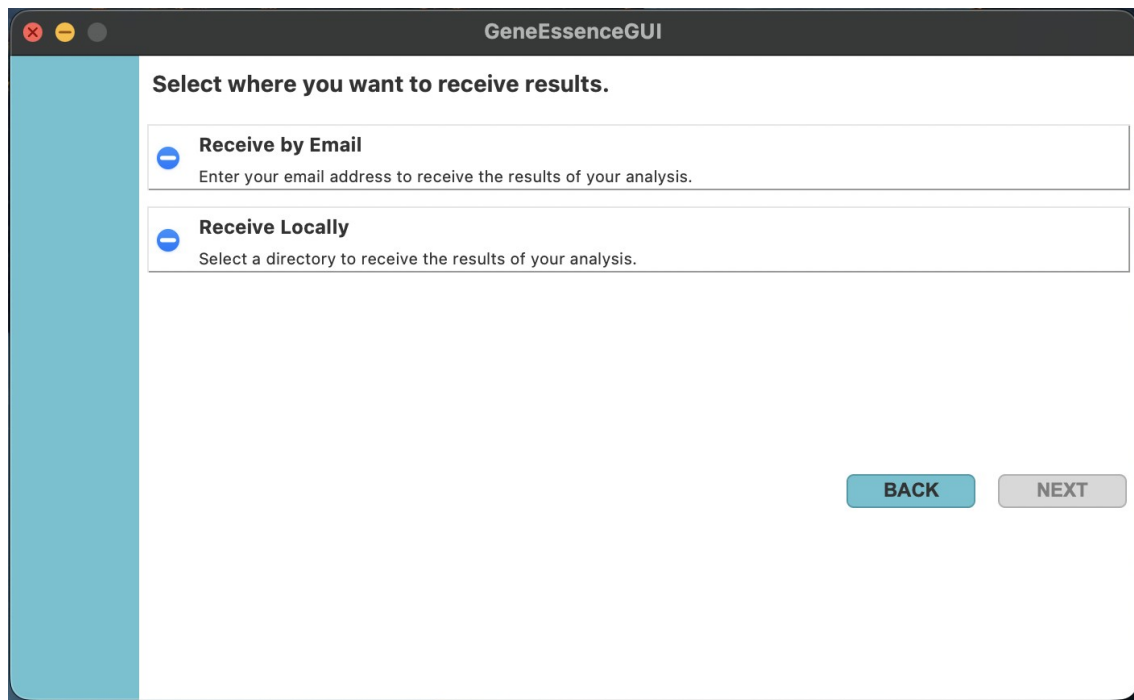 GeneEssenceGUI
Select where you want to receive results.
Receive by Email
Enter your email address to receive the results of your analysis.
Receive Locally
Select a directory to receive the results of your analysis.
BACK NEXT